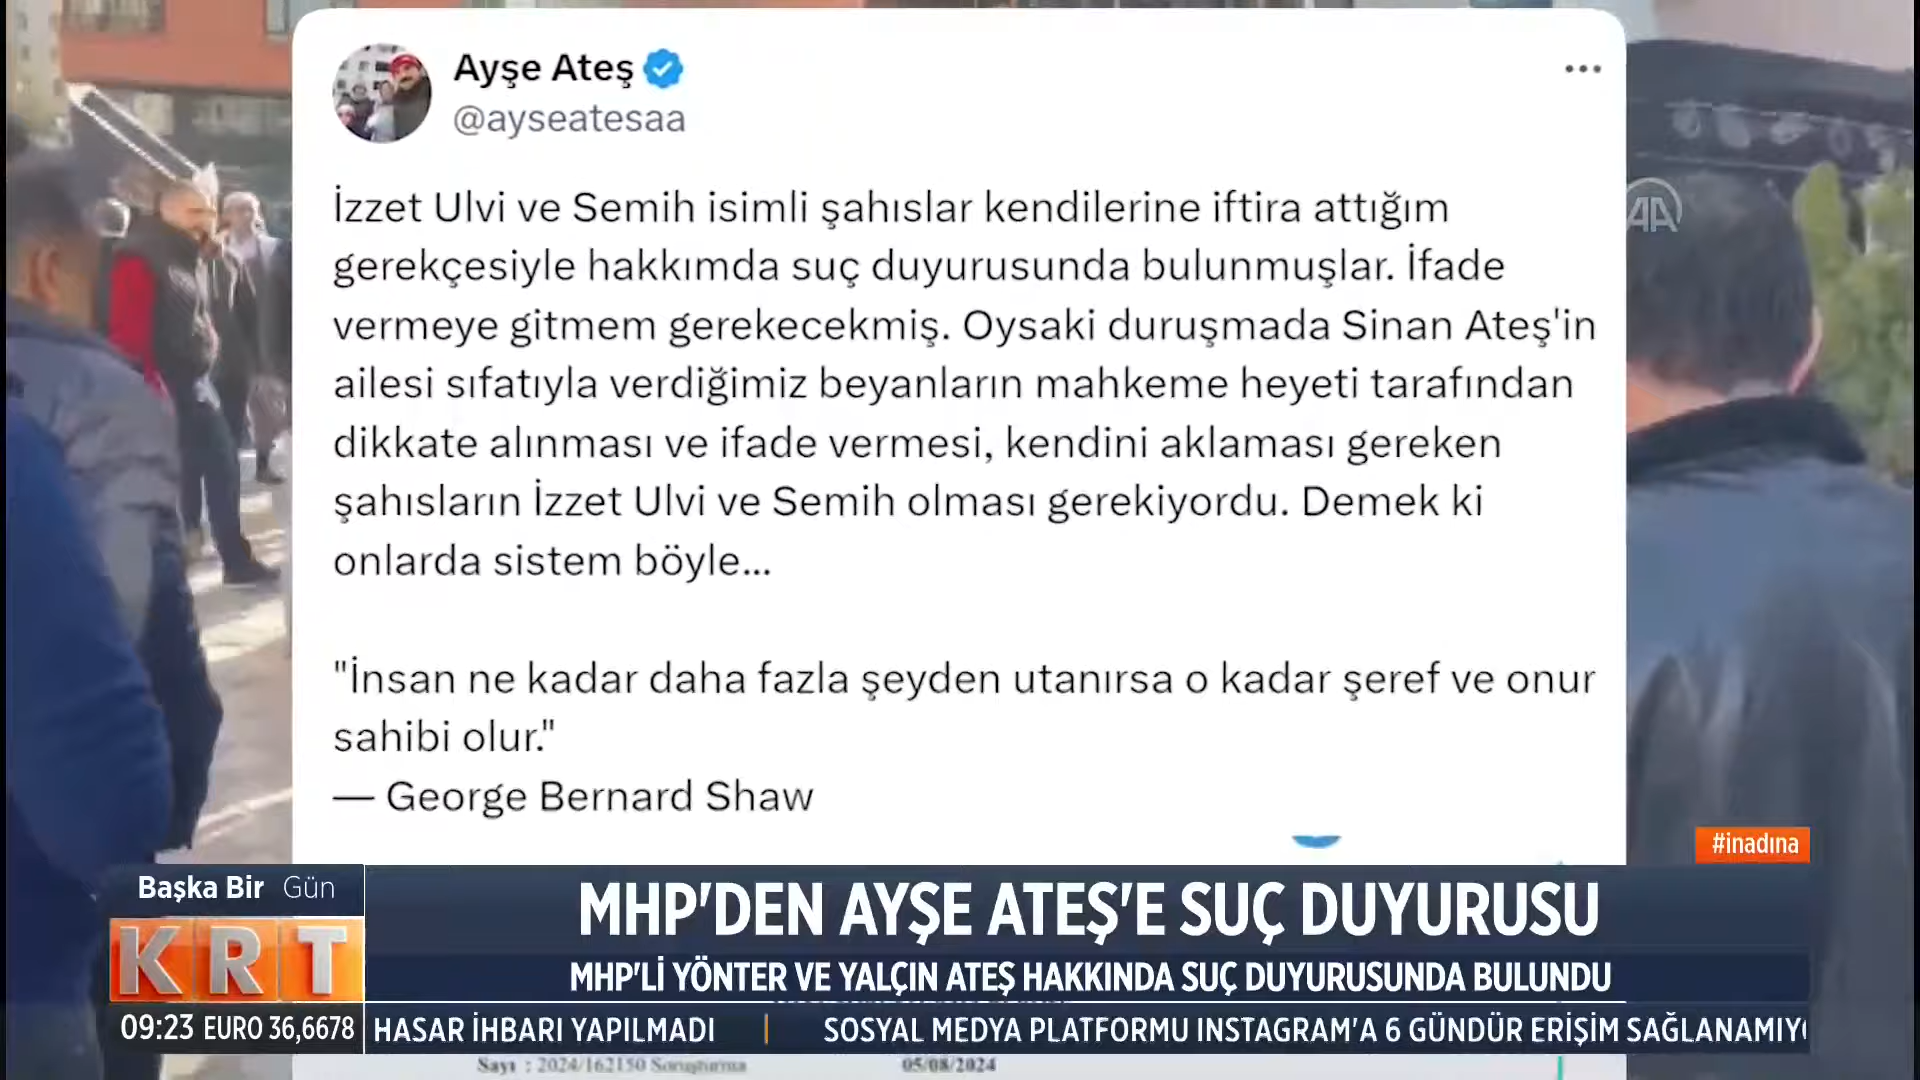 Ayşe Ateş
@ayseatesaa
İzzet Ulvi ve Semih isimli şahıslar kendilerine iftira attığım
gerekçesiyle hakkımda suç duyurusunda bulunmuşlar. İfade
vermeye gitmem gerekecekmiş. Oysaki duruşmada Sinan Ateş'in
ailesi sıfatıyla verdiğimiz beyanların mahkeme heyeti tarafından
dikkate alınması ve ifade vermesi, kendini aklaması gereken
şahısların İzzet Ulvi ve Semih olması gerekiyordu. Demek ki
onlarda sistem böyle...
"İnsan ne kadar daha fazla şeyden utanırsa o kadar şeref ve onur
sahibi olur."
— George Bernard Shaw
AA
#inadına
Başka Bir Gün
KRT
MHP'DEN AYŞE ATEŞ'E SUÇ DUYURUSU
MHP'Lİ YÖNTER VE YALÇIN ATEŞ HAKKINDA SUÇ DUYURUSUNDA BULUNDU
09:23 EURO 36,6678
HASAR İHBARI YAPILMADI | SOSYAL MEDYA PLATFORMU INSTAGRAM'A 6 GÜNDÜR ERİŞİM SAĞLANAMIY
Sayı : 2024/162150 Soruşturma 05/08/2024